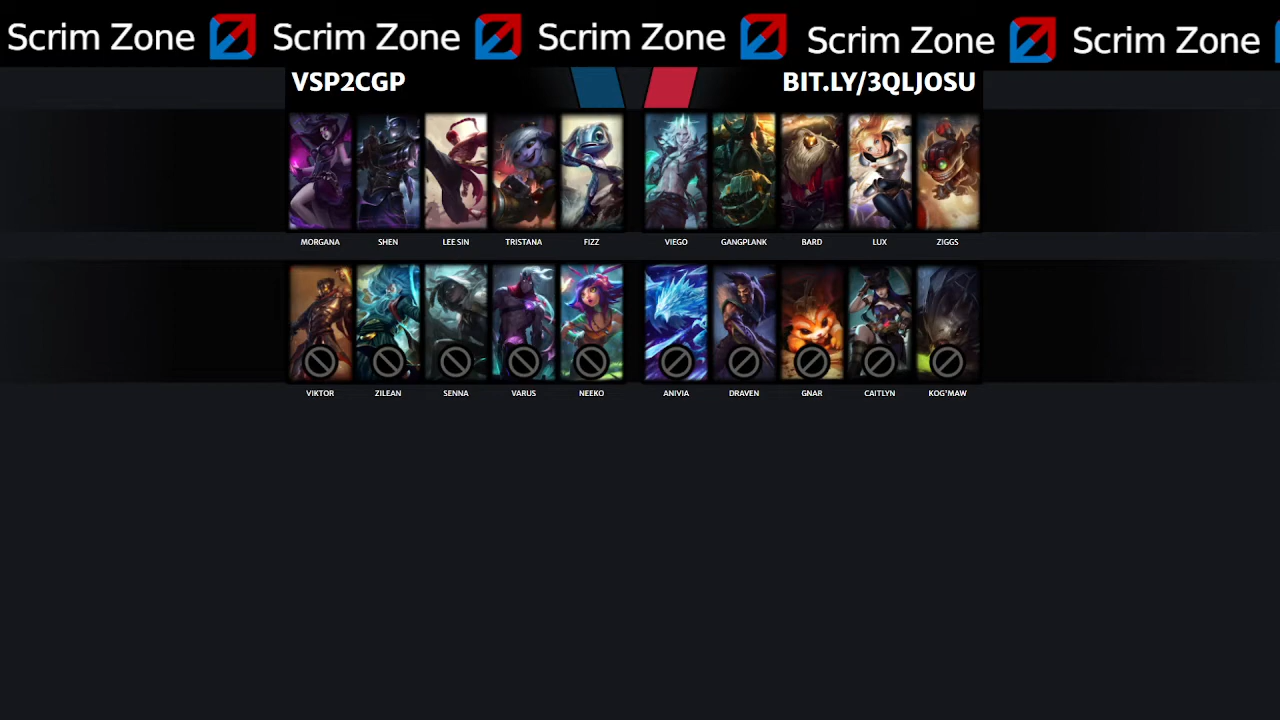 Scrim Zone Scrim Zone Scrim Zone Scrim Zone Scrim Zone
VSP2CGP BIT.LY/3QLJOSU
MORGANA SHEN LEE SIN TRISTANA FIZZ VIEGO GANGPLANK BARD LUX ZIGGS
VIKTOR ZILEAN SENNA VARUS NEEKO ANIVIA DRAVEN GNAR CAITLYN KOG'MAW